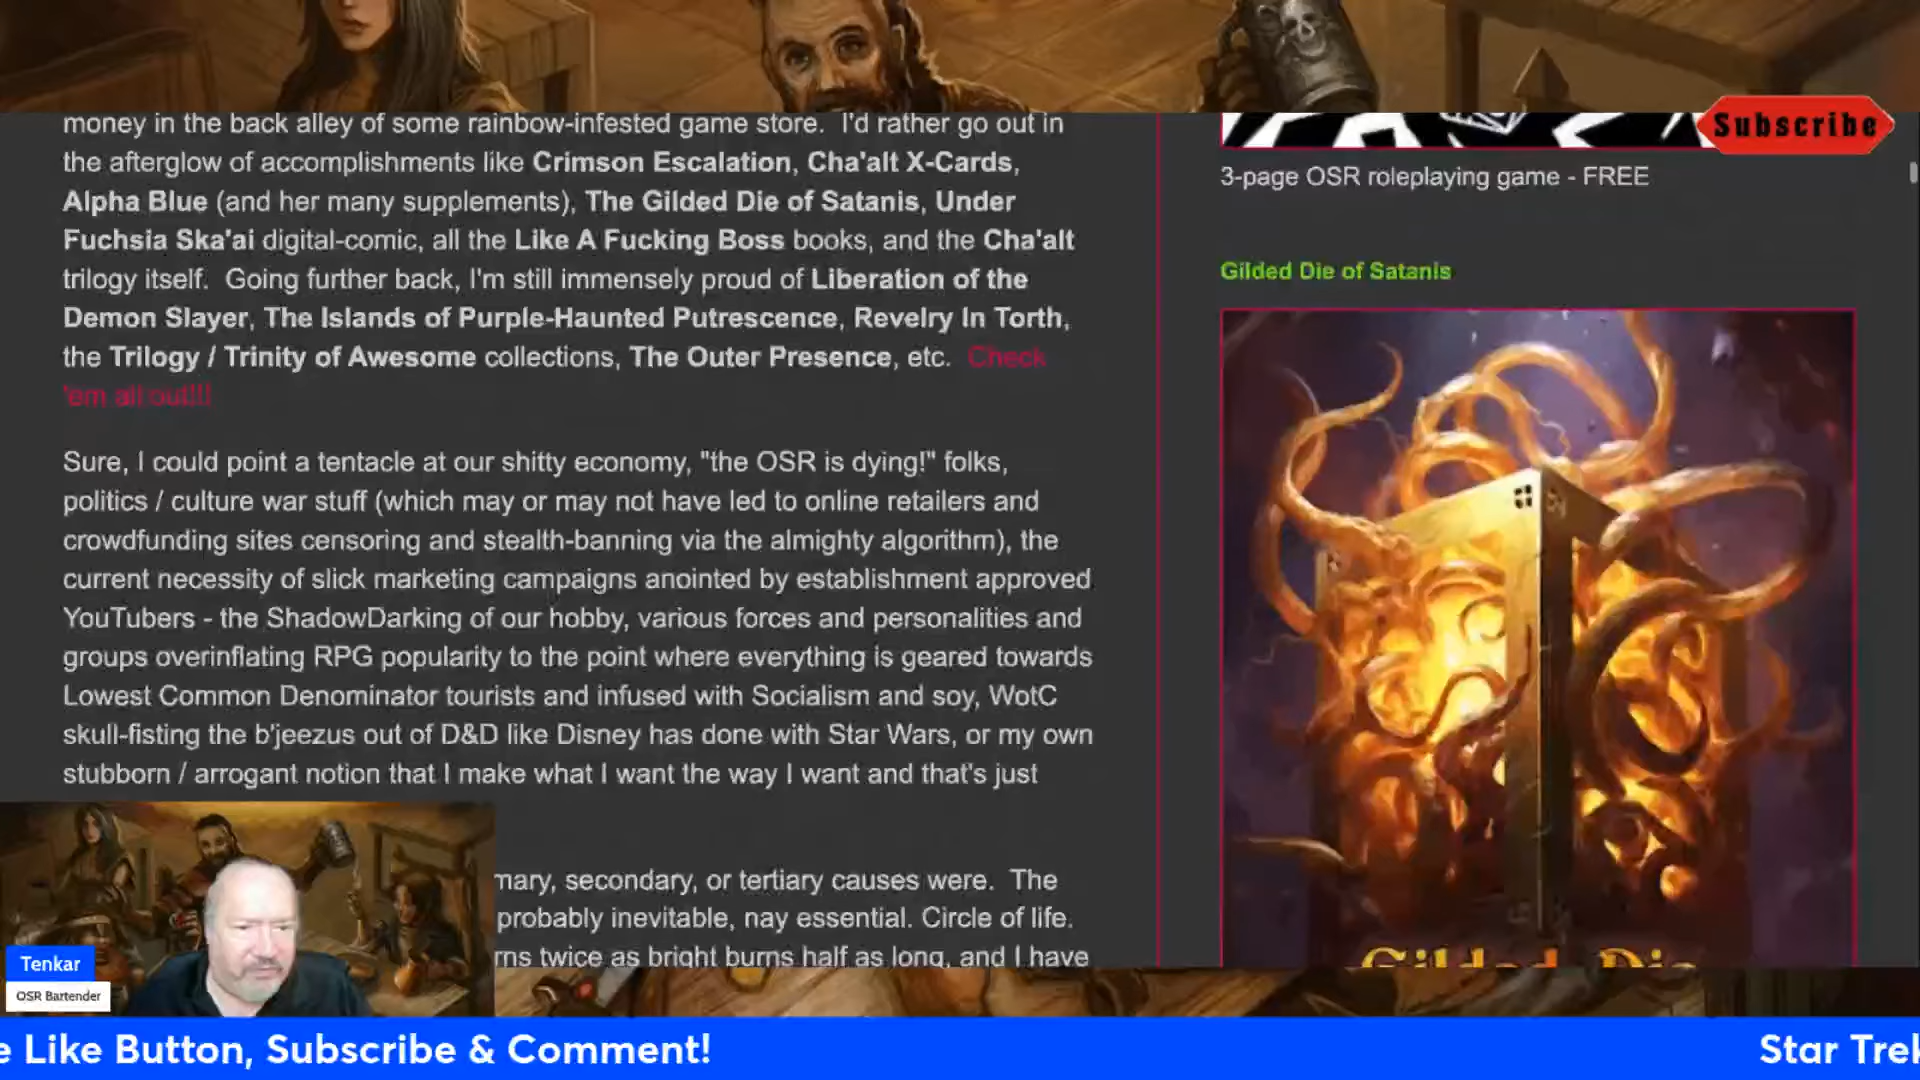 money in the back alley of some rainbow-infested game store. I'd rather go out in
the afterglow of accomplishments like Crimson Escalation, Cha'alt X-Cards,
Alpha Blue (and her many supplements), The Gilded Die of Satanis, Under
Fuchsia Ska'ai digital-comic, all the Like A Fucking Boss books, and the Cha'alt
trilogy itself. Going further back, I'm still immensely proud of Liberation of the
Demon Slayer, The Islands of Purple-Haunted Putrescence, Revelry In Torth,
the Trilogy / Trinity of Awesome collections, The Outer Presence, etc. Check
'em all out!!!
Sure, I could point a tentacle at our shitty economy, "the OSR is dying!" folks,
politics / culture war stuff (which may or may not have led to online retailers and
crowdfunding sites censoring and stealth-banning via the almighty algorithm), the
current necessity of slick marketing campaigns anointed by establishment approved
YouTubers - the ShadowDarking of our hobby, various forces and personalities and
groups overinflating RPG popularity to the point where everything is geared towards
Lowest Common Denominator tourists and infused with Socialism and soy, WotC
skull-fisting the b'jeezus out of D&D like Disney has done with Star Wars, or my own
stubborn / arrogant notion that I make what I want the way I want and that's just
mary, secondary, or tertiary causes were. The
probably inevitable, nay essential. Circle of life.
rns twice as bright burns half as long, and I have
Subscribe
3-page OSR roleplaying game - FREE
Gilded Die of Satanis
Gilded Die
Tenkar
OSR Bartender
e Like Button, Subscribe & Comment!
Star Trek